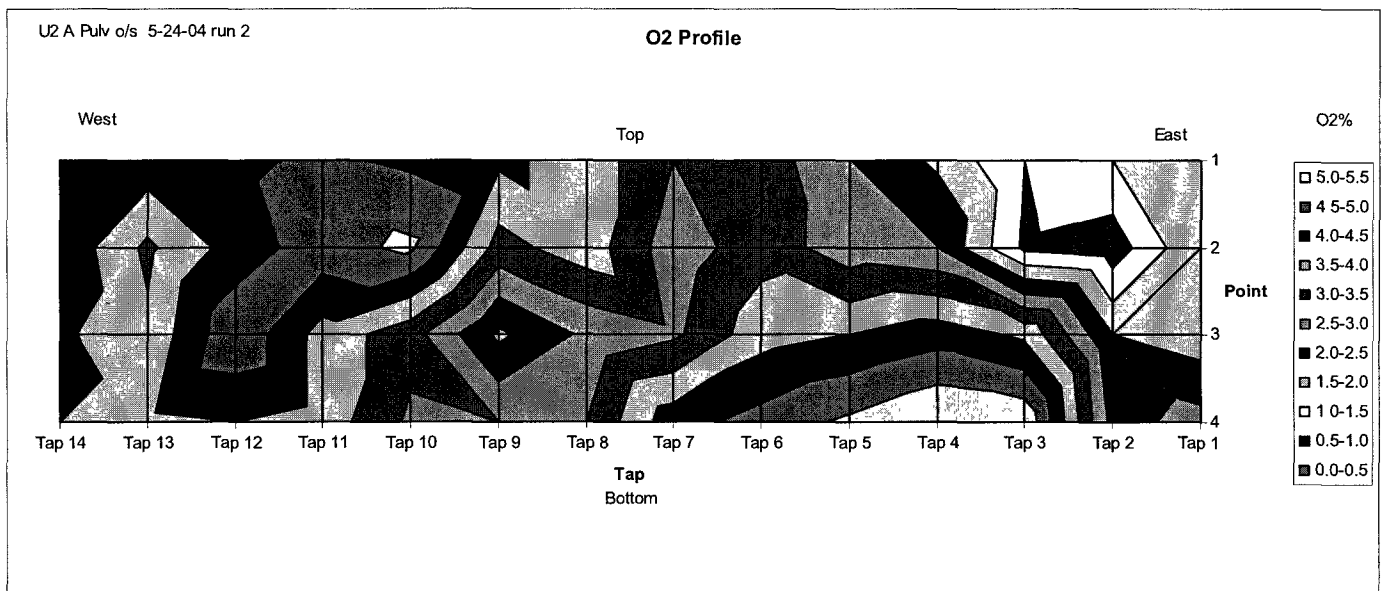 U2 A Pulv o/s 5-24-04 run 2
O2 Profile
West
Top
East
O2%
1
2
Point
3
4
5.0-5.5
4 5-5.0
4.0-4.5
3.5-4.0
3.0-3.5
2.5-3.0
2.0-2.5
1.5-2.0
1 0-1.5
0.5-1.0
0.0-0.5
Tap 14 Tap 13 Tap 12 Tap 11 Tap 10 Tap 9 Tap 8 Tap 7 Tap 6 Tap 5 Tap 4 Tap 3 Tap 2 Tap 1
Tap
Bottom